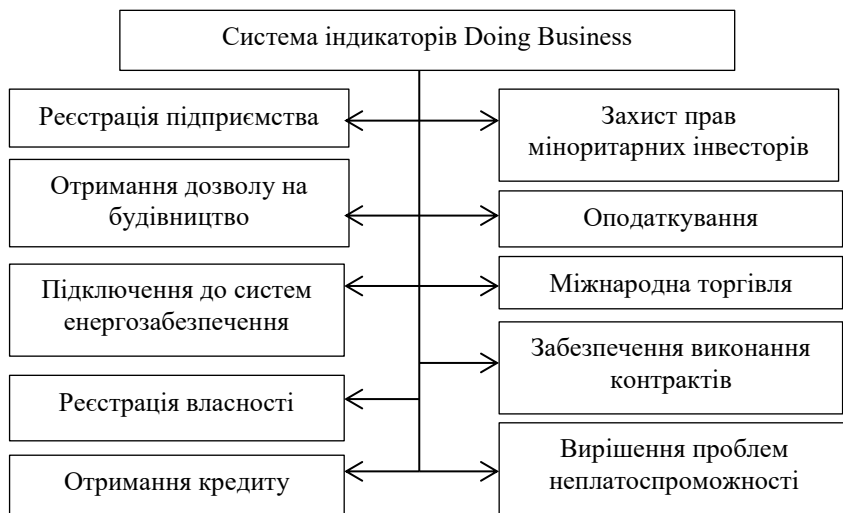 Система індикаторів Doing Business
Реєстрація підприємства
Отримання дозволу на
будівництво
Підключення до систем
енергозабезпечення
Реєстрація власності
Отримання кредиту
Захист прав
міноритарних інвесторів
Оподаткування
Міжнародна торгівля
Забезпечення виконання
контрактів
Вирішення проблем
неплатоспроможності